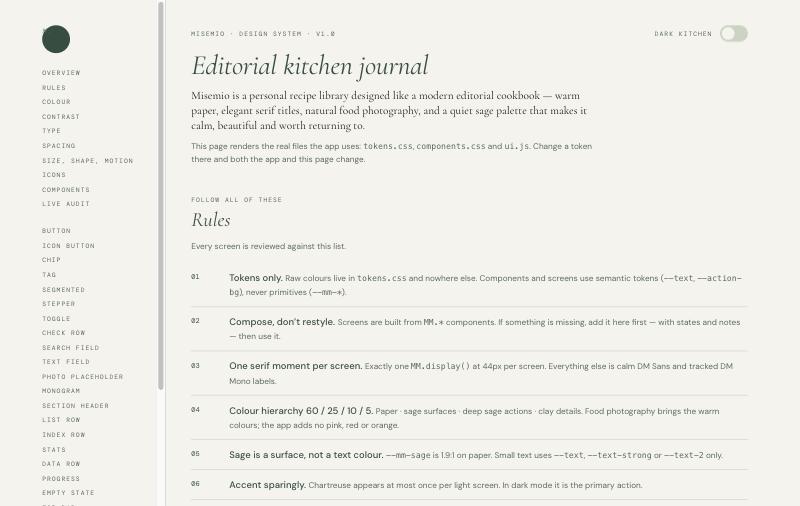 OVERVIEW
RULES
COLOUR
CONTRAST
TYPE
SPACING
SIZE, SHAPE, MOTION
ICONS
COMPONENTS
LIVE AUDIT
BUTTON
ICON BUTTON
CHIP
TAG
SEGMENTED
STEPPER
TOGGLE
CHECK ROW
SEARCH FIELD
TEXT FIELD
PHOTO PLACEHOLDER
MONOGRAM
SECTION HEADER
LIST ROW
INDEX ROW
STATS
DATA ROW
PROGRESS
EMPTY STATE
MISEMIO · DESIGN SYSTEM · V1.0
DARK KITCHEN
Editorial kitchen journal
Misemio is a personal recipe library designed like a modern editorial cookbook — warm
paper, elegant serif titles, natural food photography, and a quiet sage palette that makes it
calm, beautiful and worth returning to.
This page renders the real files the app uses: tokens.css, components.css and ui.js. Change a token
there and both the app and this page change.
FOLLOW ALL OF THESE
Rules
Every screen is reviewed against this list.
01
Tokens only. Raw colours live in tokens.css and nowhere else. Components and screens use semantic tokens (--text, --action-
bg), never primitives (--mm-*).
02
Compose, don't restyle. Screens are built from MM.* components. If something is missing, add it here first — with states and notes
— then use it.
03
One serif moment per screen. Exactly one MM.display() at 44px per screen. Everything else is calm DM Sans and tracked DM
Mono labels.
04
Colour hierarchy 60 / 25 / 10 / 5. Paper · sage surfaces · deep sage actions · clay details. Food photography brings the warm
colours; the app adds no pink, red or orange.
05
Sage is a surface, not a text colour. --mm-sage is 1.9:1 on paper. Small text uses --text, --text-strong or --text-2 only.
06
Accent sparingly. Chartreuse appears at most once per light screen. In dark mode it is the primary action.